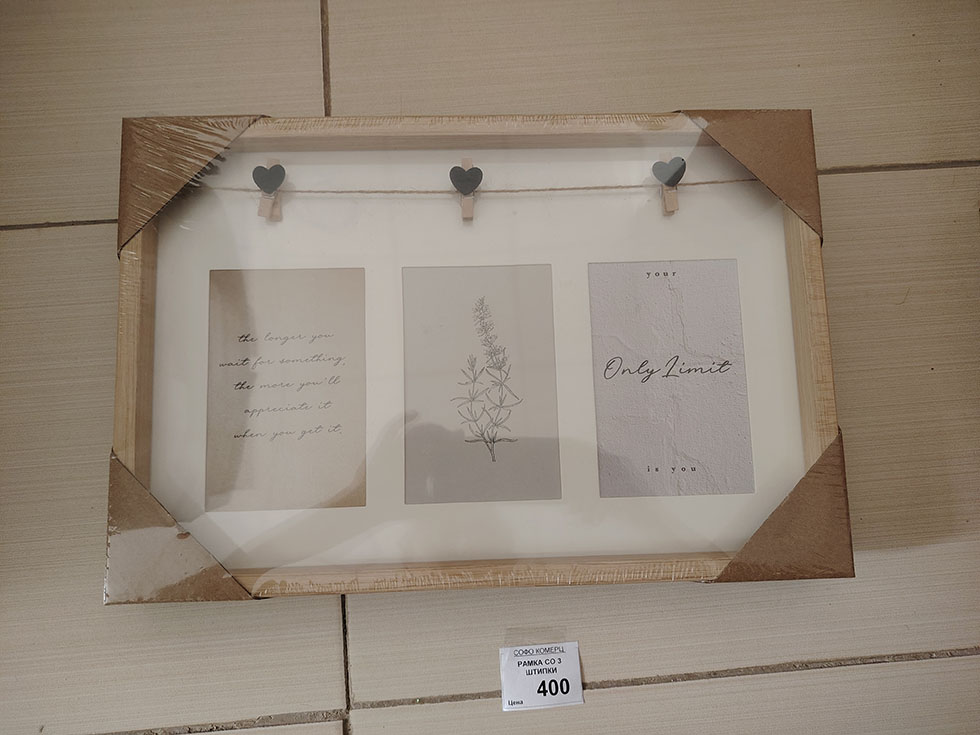 the longer you
wait for something,
the more you'll
appreciate it
when you get it.
your
Only Limit
is you
СОФО КОМЕРЦ
РАМКА СО 3
ШТИПКИ
400
Цена